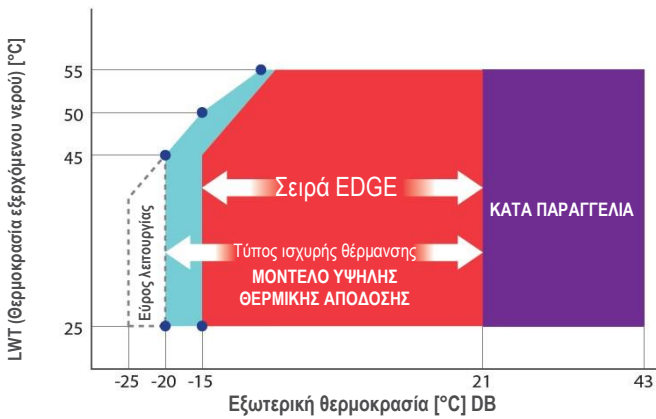 LWT (Θερμοκρασία εξερχόμενου νερού) [°C]
55
50
45
25
Εύρος λειτουργίας
Σειρά EDGE
Τύπος ισχυρής θέρμανσης
ΜΟΝΤΕΛΟ ΥΨΗΛΗΣ
ΘΕΡΜΙΚΗΣ ΑΠΟΔΟΣΗΣ
ΚΑΤΑ ΠΑΡΑΓΓΕΛΙΑ
-25 -20 -15 21 43
Εξωτερική θερμοκρασία [°C] DB